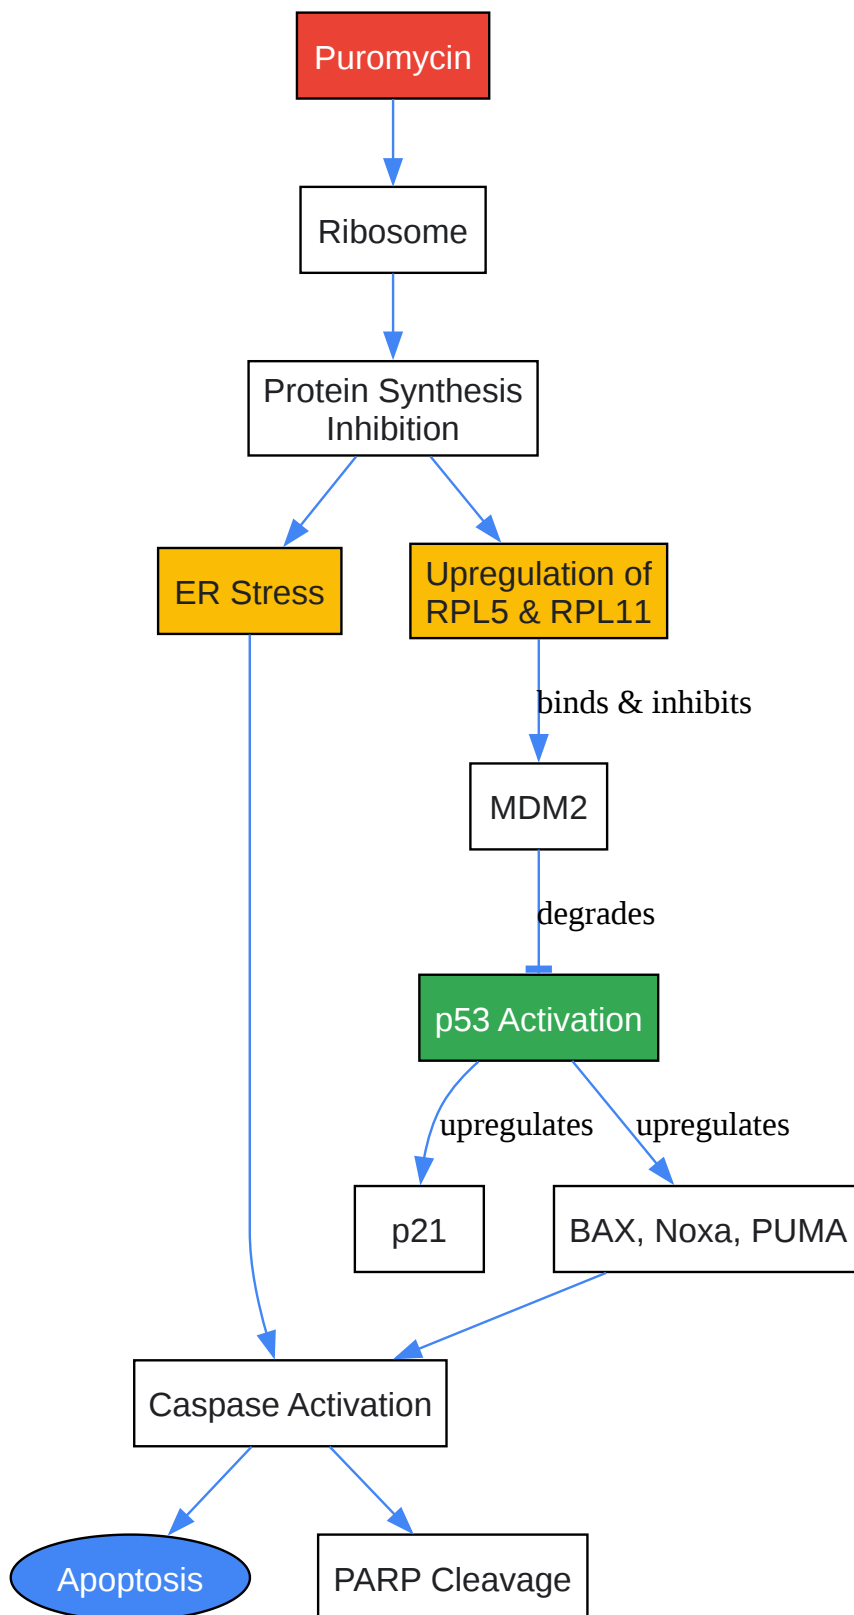 Puromycin
Ribosome
Protein Synthesis
Inhibition
ER Stress
Upregulation of
RPL5 & RPL11
binds & inhibits
MDM2
degrades
p53 Activation
upregulates
upregulates
p21
BAX, Noxa, PUMA
Caspase Activation
Apoptosis
PARP Cleavage